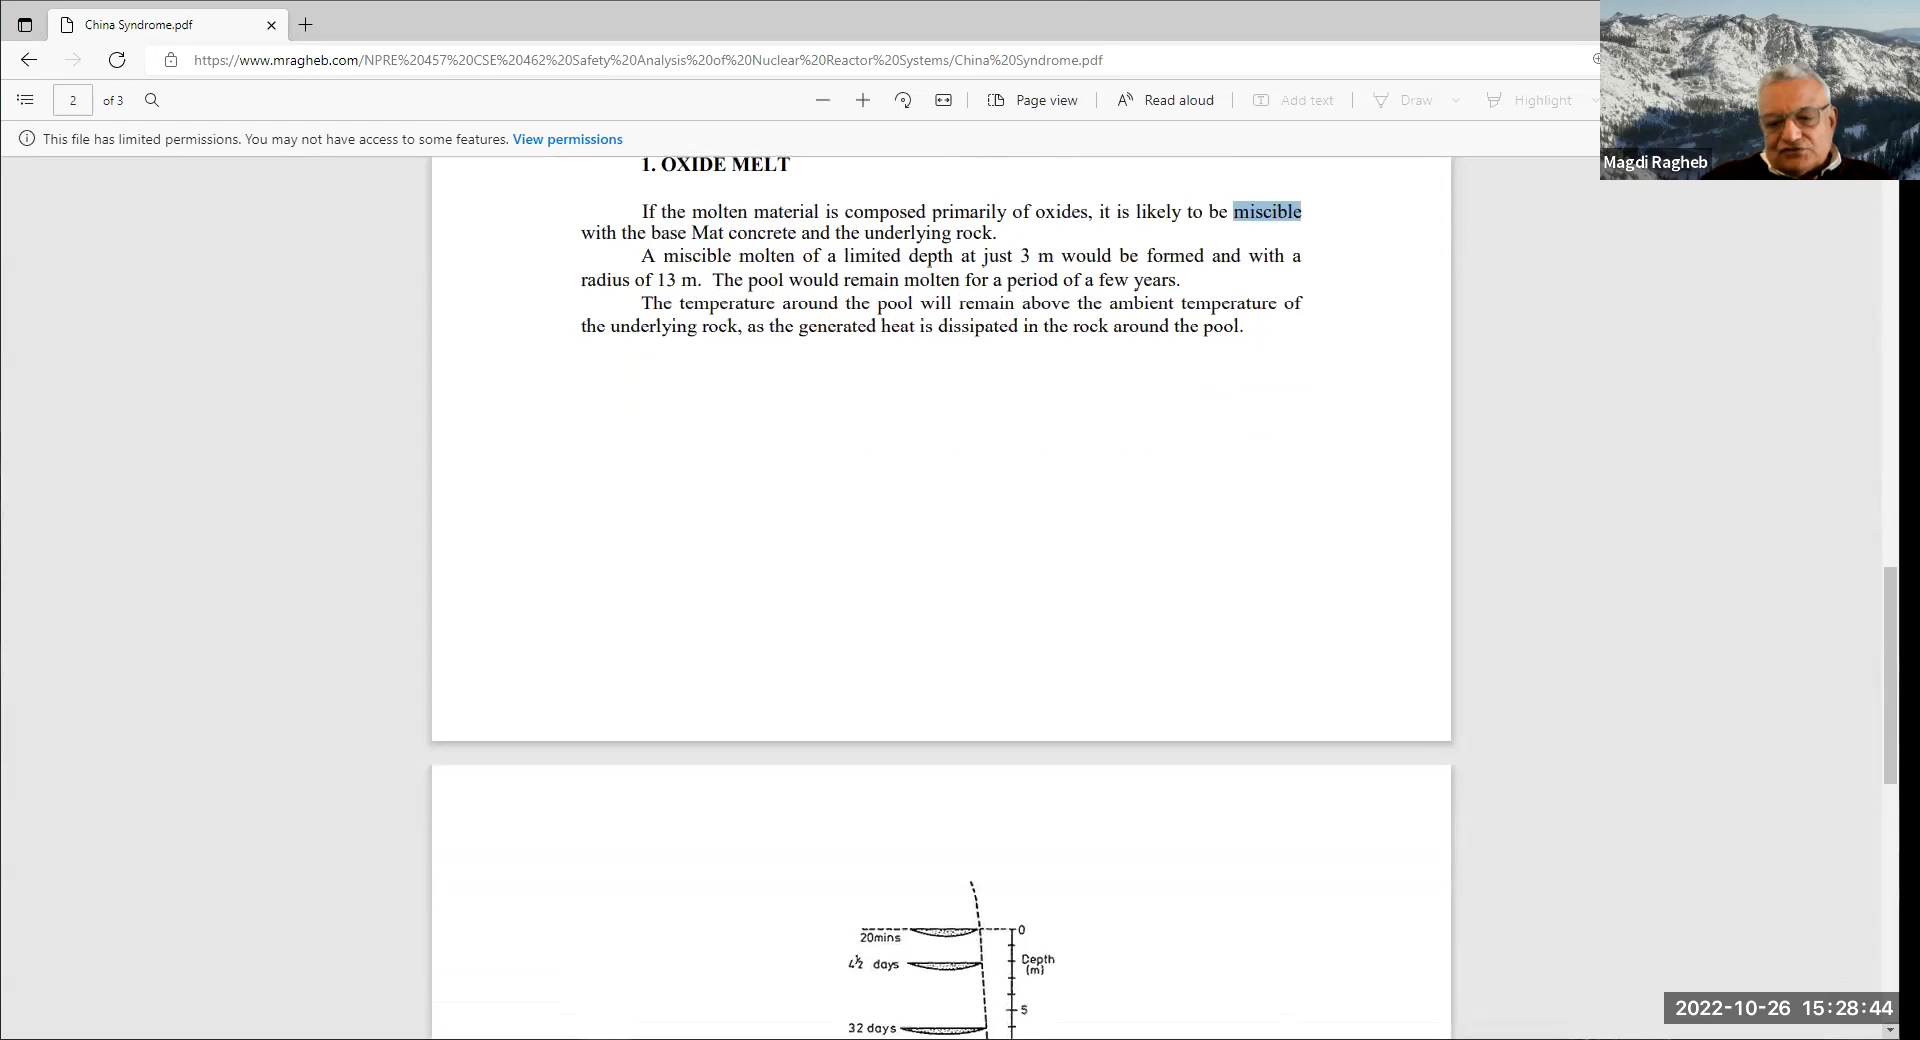 China Syndrome.pdf
https://www.mragheb.com/NPRE%20457%20CSE%20462%20Safety%20Analysis%20of%20Nuclear%20Reactor%20Systems/China%20Syndrome.pdf
2 of 3 Page view Read aloud Add text Draw Highlight
This file has limited permissions. You may not have access to some features. View permissions
Magdi Ragheb
1. OXIDE MELT
If the molten material is composed primarily of oxides, it is likely to be miscible
with the base Mat concrete and the underlying rock.
A miscible molten of a limited depth at just 3 m would be formed and with a
radius of 13 m. The pool would remain molten for a period of a few years.
The temperature around the pool will remain above the ambient temperature of
the underlying rock, as the generated heat is dissipated in the rock around the pool.
0
20mins
4½ days
Depth
(m)
5
32 days
2022-10-26 15:28:44